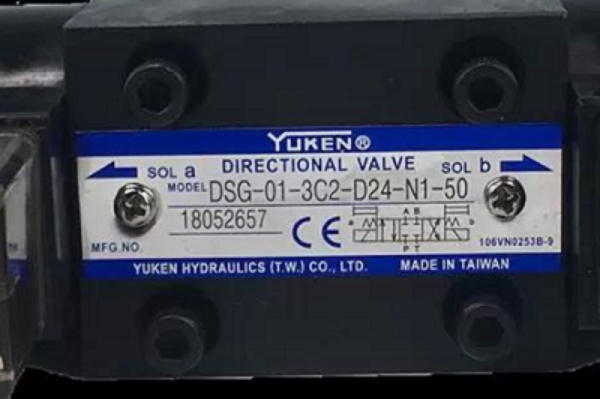 YUKEN®
SOL a DIRECTIONAL VALVE SOL b
MODEL DSG-01-3C2-D24-N1-50
18052657
CE
a A B b
P T
MFG.NO. 106VN0253B-9
YUKEN HYDRAULICS (T.W.) CO., LTD. MADE IN TAIWAN